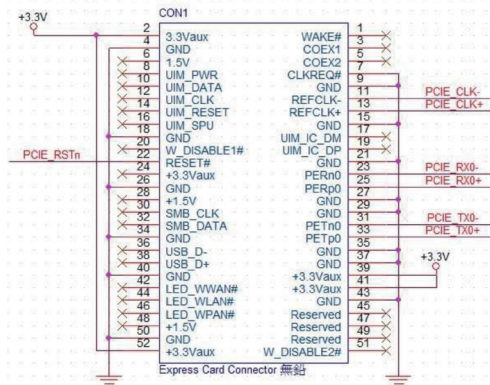 CON1
+3.3V
2 3.3Vaux WAKE# 1
4 GND COEX1 3
6 1.5V COEX2 5
8 UIM_PWR CLKREQ# 7
10 UIM_DATA GND 9
12 UIM_CLK REFCLK- 11 PCIE_CLK-
14 UIM_RESET REFCLK+ 13 PCIE_CLK+
16 UIM_SPU GND 15
18 GND UIM_IC_DM 17
20 W_DISABLE1# UIM_IC_DP 19
PCIE_RSTn 22 RESET# GND 21
24 +3.3Vaux PERn0 23 PCIE_RX0-
26 GND PERp0 25 PCIE_RX0+
28 +1.5V GND 27
30 SMB_CLK GND 29
32 SMB_DATA PETn0 31 PCIE_TX0-
34 GND PETp0 33 PCIE_TX0+
36 USB_D- GND 35
38 USB_D+ GND 37
+3.3V
40 GND +3.3Vaux 39
42 LED_WWAN# +3.3Vaux 41
44 LED_WLAN# GND 43
46 LED_WPAN# Reserved 45
48 +1.5V Reserved 47
50 GND Reserved 49
52 +3.3Vaux W_DISABLE2# 51
Express Card Connector 無鉛